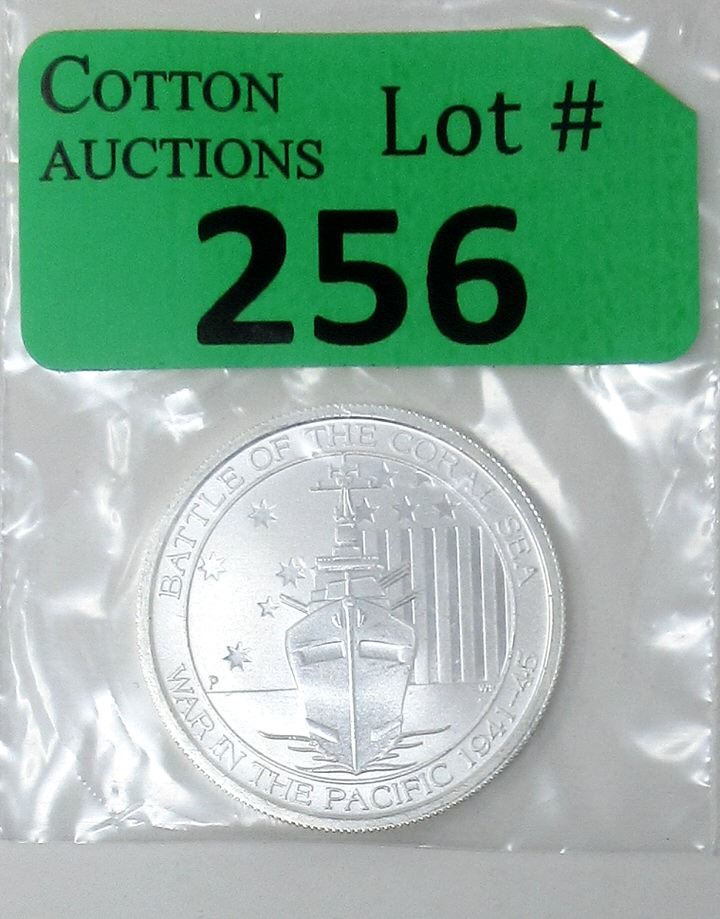 COTTON
AUCTIONS
Lot #
256
BATTLE OF THE CORAL SEA
P
WAR IN THE PACIFIC 1941-45